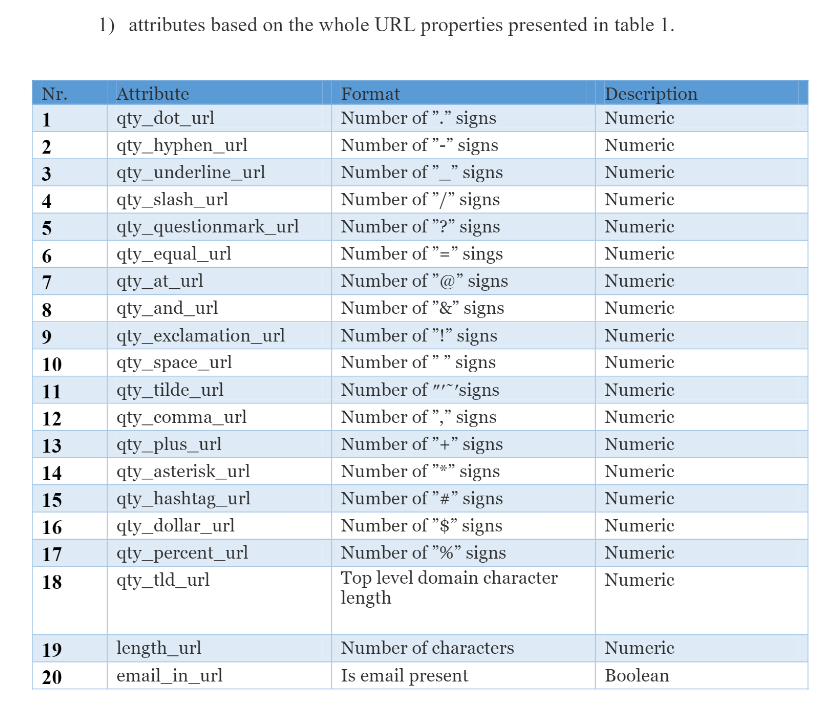 1) attributes based on the whole URL properties presented in table 1.
Nr. Attribute Format Description
1 qty_dot_url Number of ”.” signs Numeric
2 qty_hyphen_url Number of ”-” signs Numeric
3 qty_underline_url Number of ”_” signs Numeric
4 qty_slash_url Number of ”/” signs Numeric
5 qty_questionmark_url Number of ”?” signs Numeric
6 qty_equal_url Number of ”=” sings Numeric
7 qty_at_url Number of ”@” signs Numeric
8 qty_and_url Number of ”&” signs Numeric
9 qty_exclamation_url Number of ”!” signs Numeric
10 qty_space_url Number of ” ” signs Numeric
11 qty_tilde_url Number of ″′~′signs Numeric
12 qty_comma_url Number of ”,” signs Numeric
13 qty_plus_url Number of ”+” signs Numeric
14 qty_asterisk_url Number of ”*” signs Numeric
15 qty_hashtag_url Number of ”#” signs Numeric
16 qty_dollar_url Number of ”$” signs Numeric
17 qty_percent_url Number of ”%” signs Numeric
18 qty_tld_url Top level domain character Numeric
length
19 length_url Number of characters Numeric
20 email_in_url Is email present Boolean